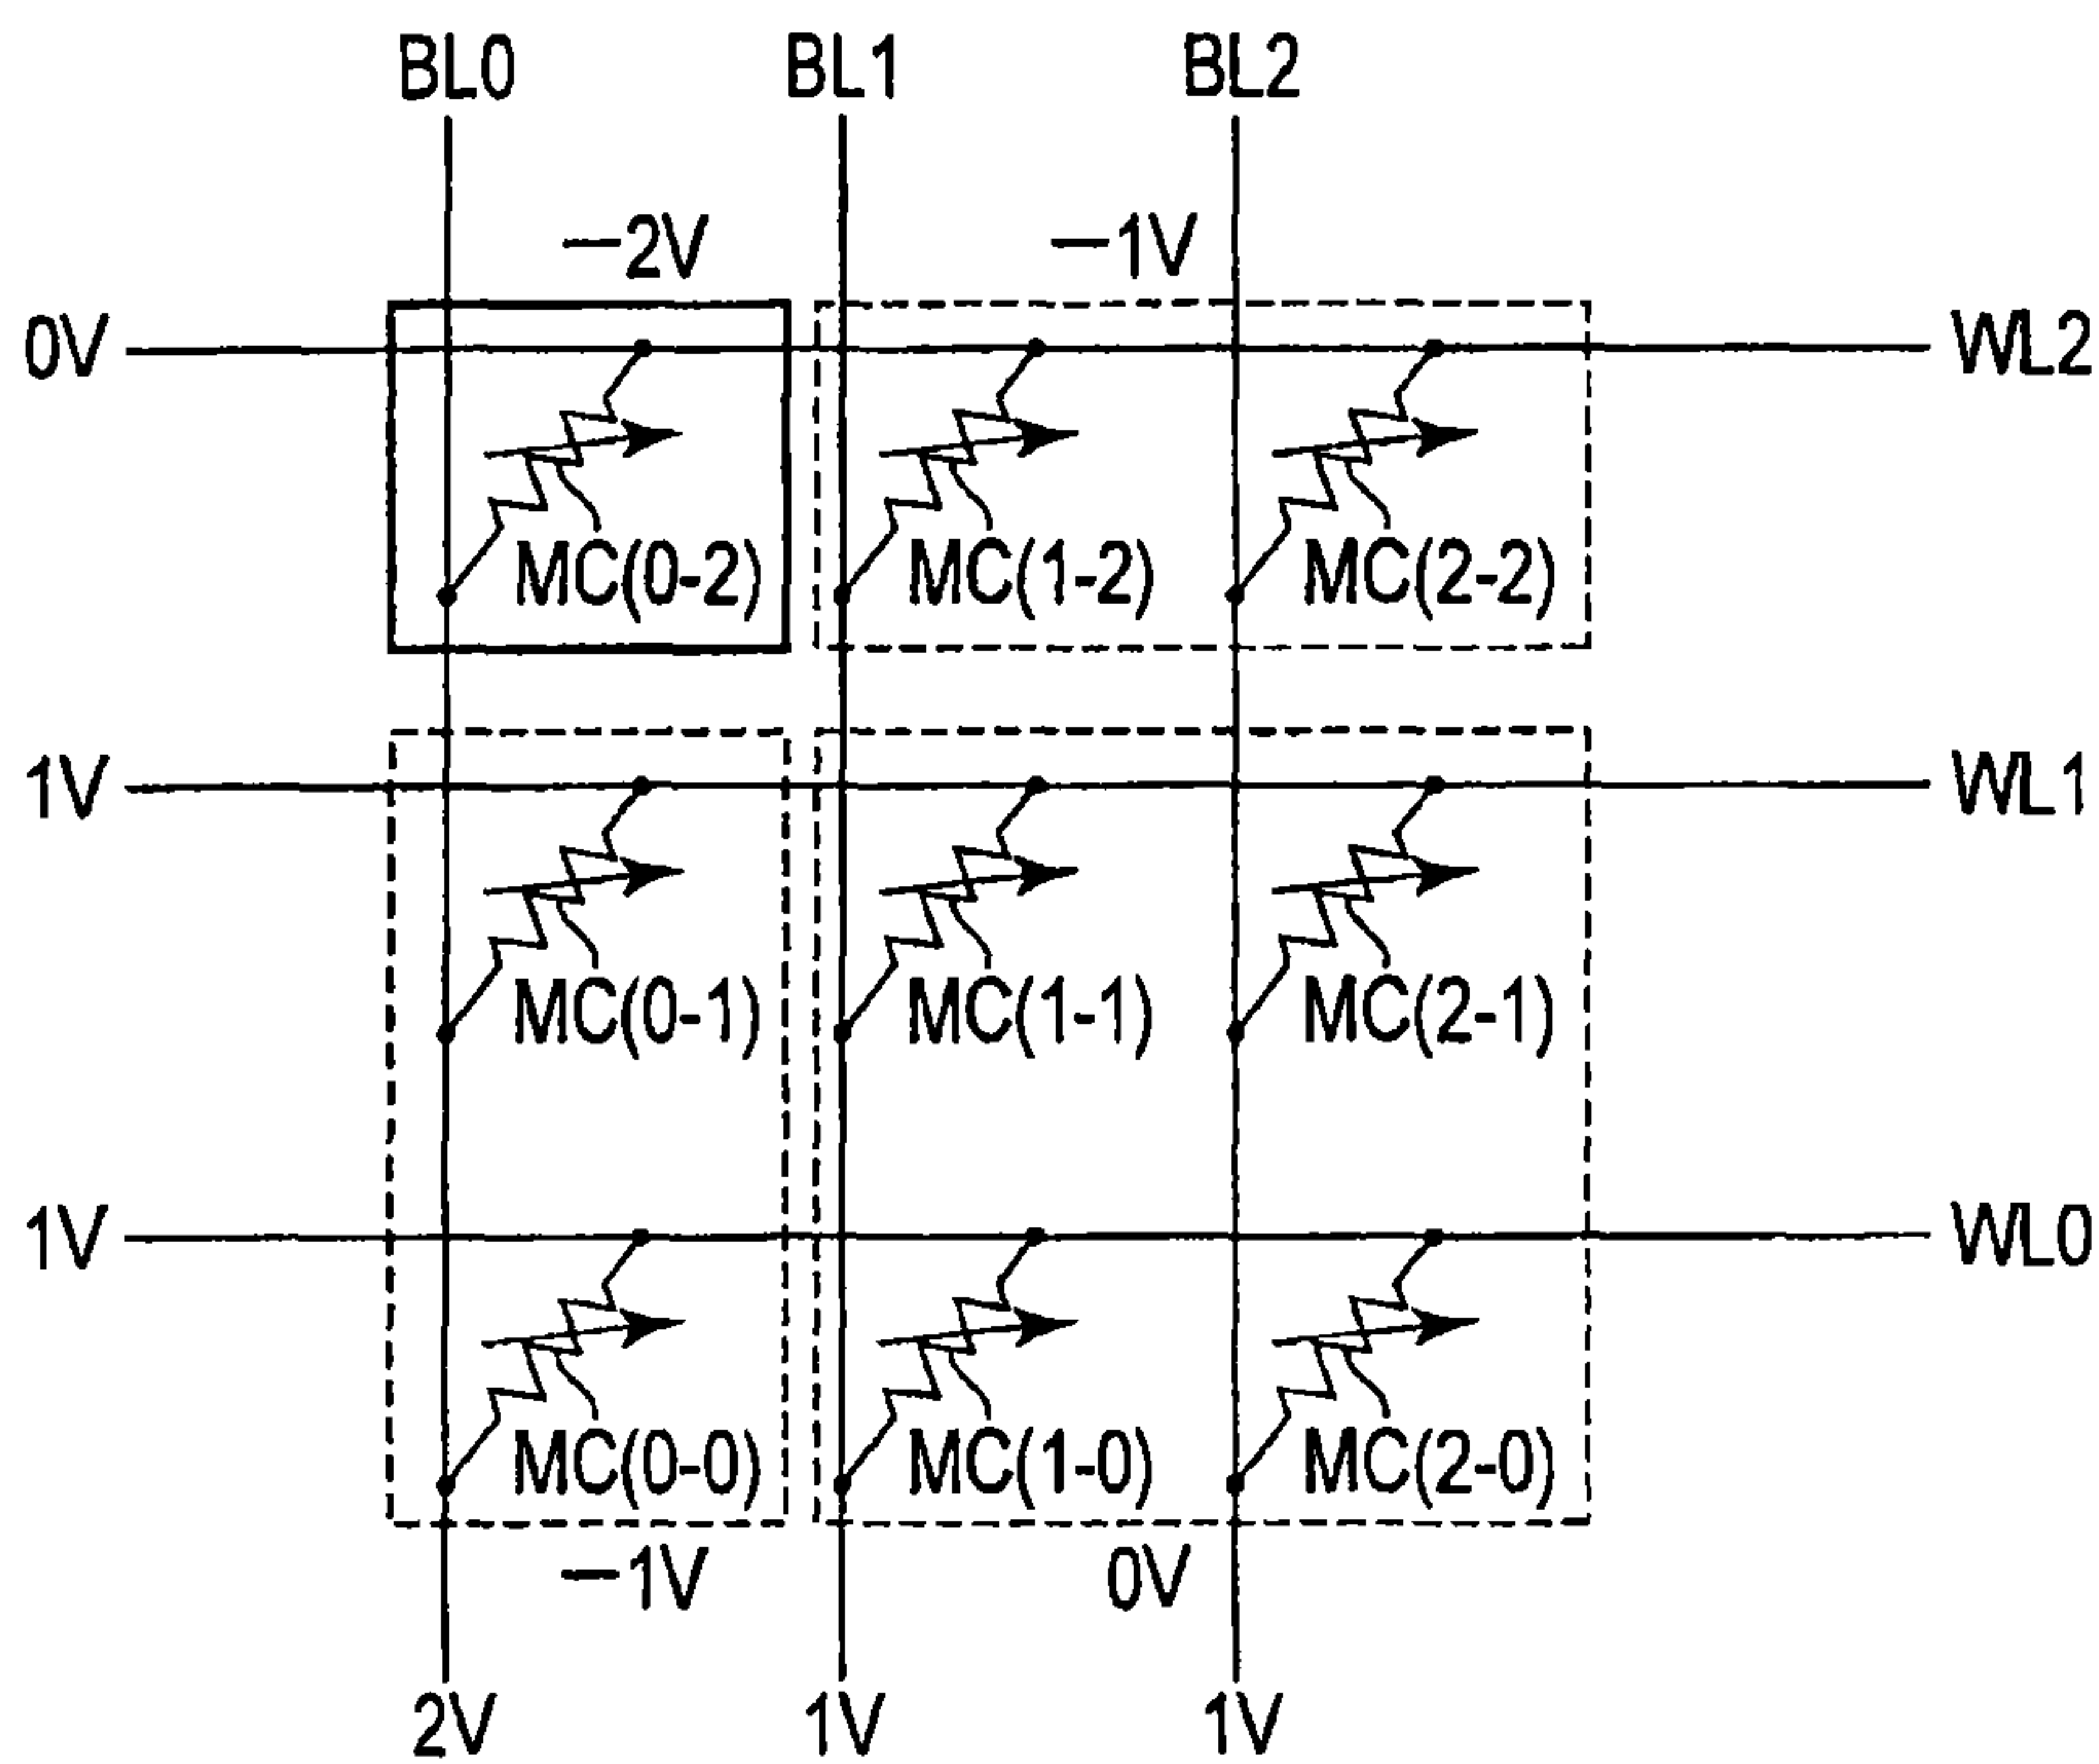 BL0 BL1 BL2
−2V −1V
0V WL2
MC(0-2) MC(1-2) MC(2-2)
1V WL1
MC(0-1) MC(1-1) MC(2-1)
1V WL0
MC(0-0) MC(1-0) MC(2-0)
−1V 0V
2V 1V 1V